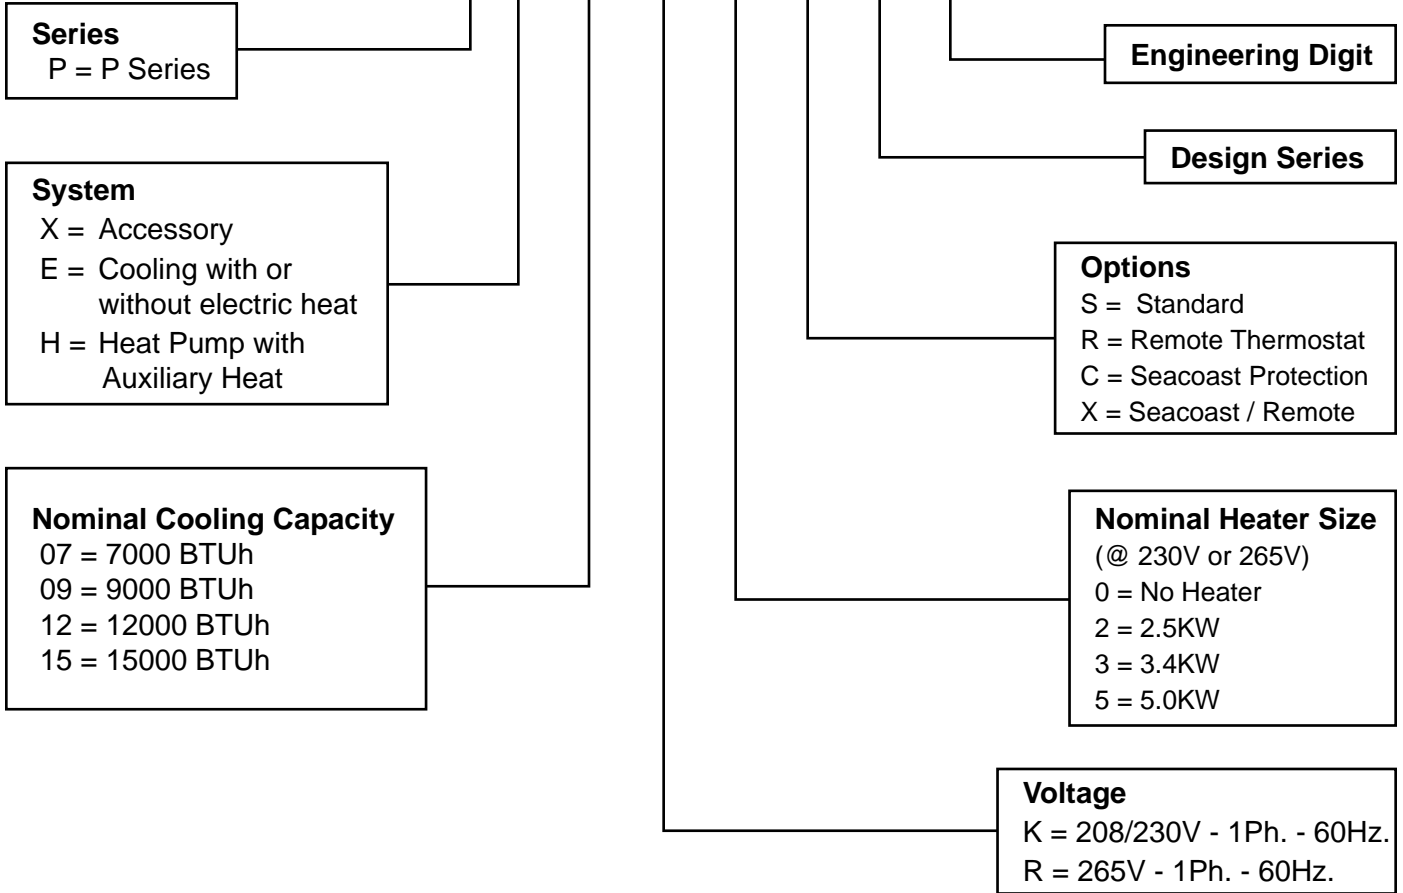 Series
P = P Series
System
X = Accessory
E = Cooling with or
without electric heat
H = Heat Pump with
Auxiliary Heat
Nominal Cooling Capacity
07 = 7000 BTUh
09 = 9000 BTUh
12 = 12000 BTUh
15 = 15000 BTUh
Engineering Digit
Design Series
Options
S = Standard
R = Remote Thermostat
C = Seacoast Protection
X = Seacoast / Remote
Nominal Heater Size
(@ 230V or 265V)
0 = No Heater
2 = 2.5KW
3 = 3.4KW
5 = 5.0KW
Voltage
K = 208/230V - 1Ph. - 60Hz.
R = 265V - 1Ph. - 60Hz.